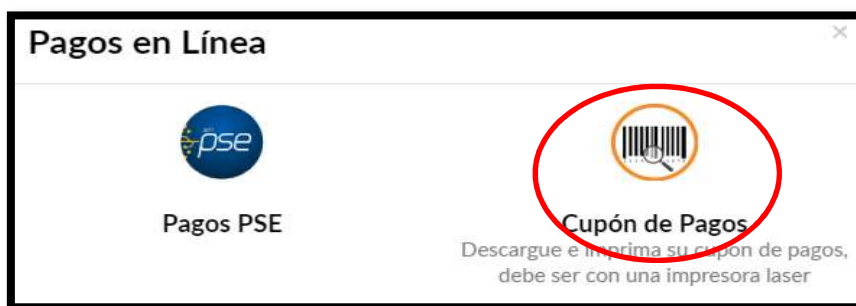 Pagos en Línea
×
pse
Pagos PSE
Cupón de Pagos
Descargue e imprima su cupon de pagos,
debe ser con una impresora laser